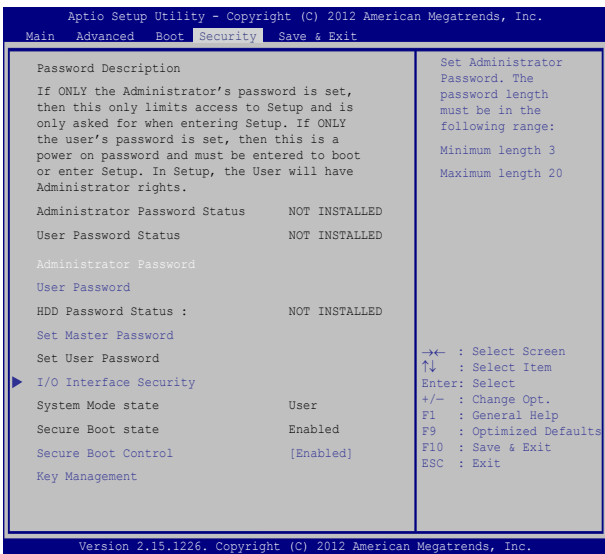 Aptio Setup Utility - Copyright (C) 2012 American Megatrends, Inc.
Main Advanced Boot Security Save & Exit
Password Description
If ONLY the Administrator's password is set,
then this only limits access to Setup and is
only asked for when entering Setup. If ONLY
the user's password is set, then this is a
power on password and must be entered to boot
or enter Setup. In Setup, the User will have
Administrator rights.
Administrator Password Status NOT INSTALLED
User Password Status NOT INSTALLED
Administrator Password
User Password
HDD Password Status : NOT INSTALLED
Set Master Password
Set User Password
I/O Interface Security
System Mode state User
Secure Boot state Enabled
Secure Boot Control [Enabled]
Key Management
Set Administrator
Password. The
password length
must be in the
following range:
Minimum length 3
Maximum length 20
→← : Select Screen
↑↓ : Select Item
Enter: Select
+/— : Change Opt.
F1 : General Help
F9 : Optimized Defaults
F10 : Save & Exit
ESC : Exit
Version 2.15.1226. Copyright (C) 2012 American Megatrends, Inc.